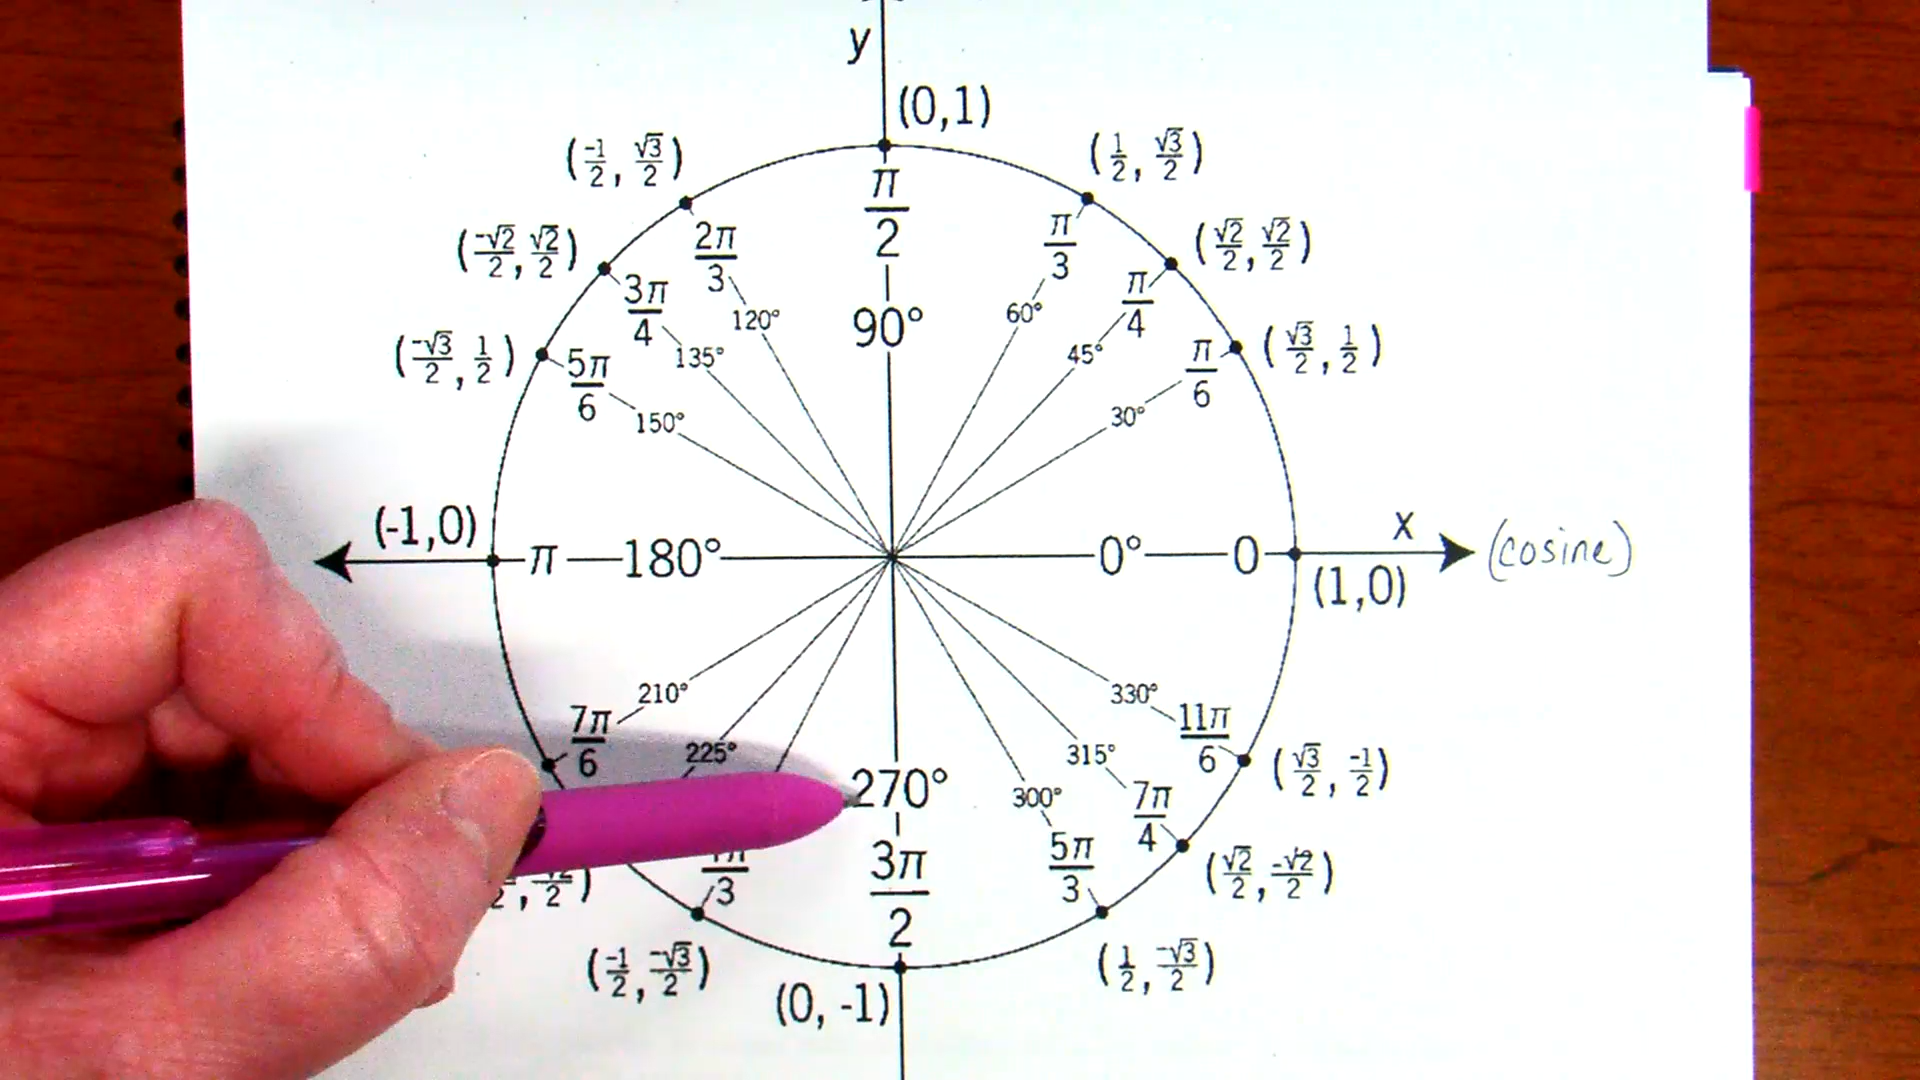 y
(0,1)
(-1/2, √3/2)
(1/2, √3/2)
π/2
2π/3
π/3
(-√2/2, √2/2)
(√2/2, √2/2)
3π/4
π/4
120°
90°
60°
(-√3/2, 1/2)
135°
45°
(√3/2, 1/2)
5π/6
π/6
150°
30°
(-1,0)
x
π 180° 0° 0
(cosine)
(1,0)
210°
330°
7π/6
11π/6
225°
315°
(√3/2, -1/2)
270°
300°
7π/4
3π/2
5π/3
(√2/2, -√2/2)
3
-√2/2)
(-1/2, -√3/2)
(1/2, -√3/2)
(0, -1)